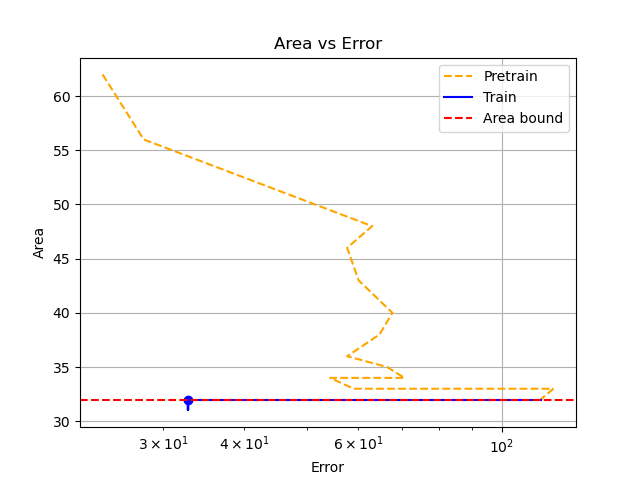 Area vs Error
Pretrain
Train
Area bound
60
55
50
45
40
35
30
Area
3 × 10¹
4 × 10¹
6 × 10¹
10²
Error